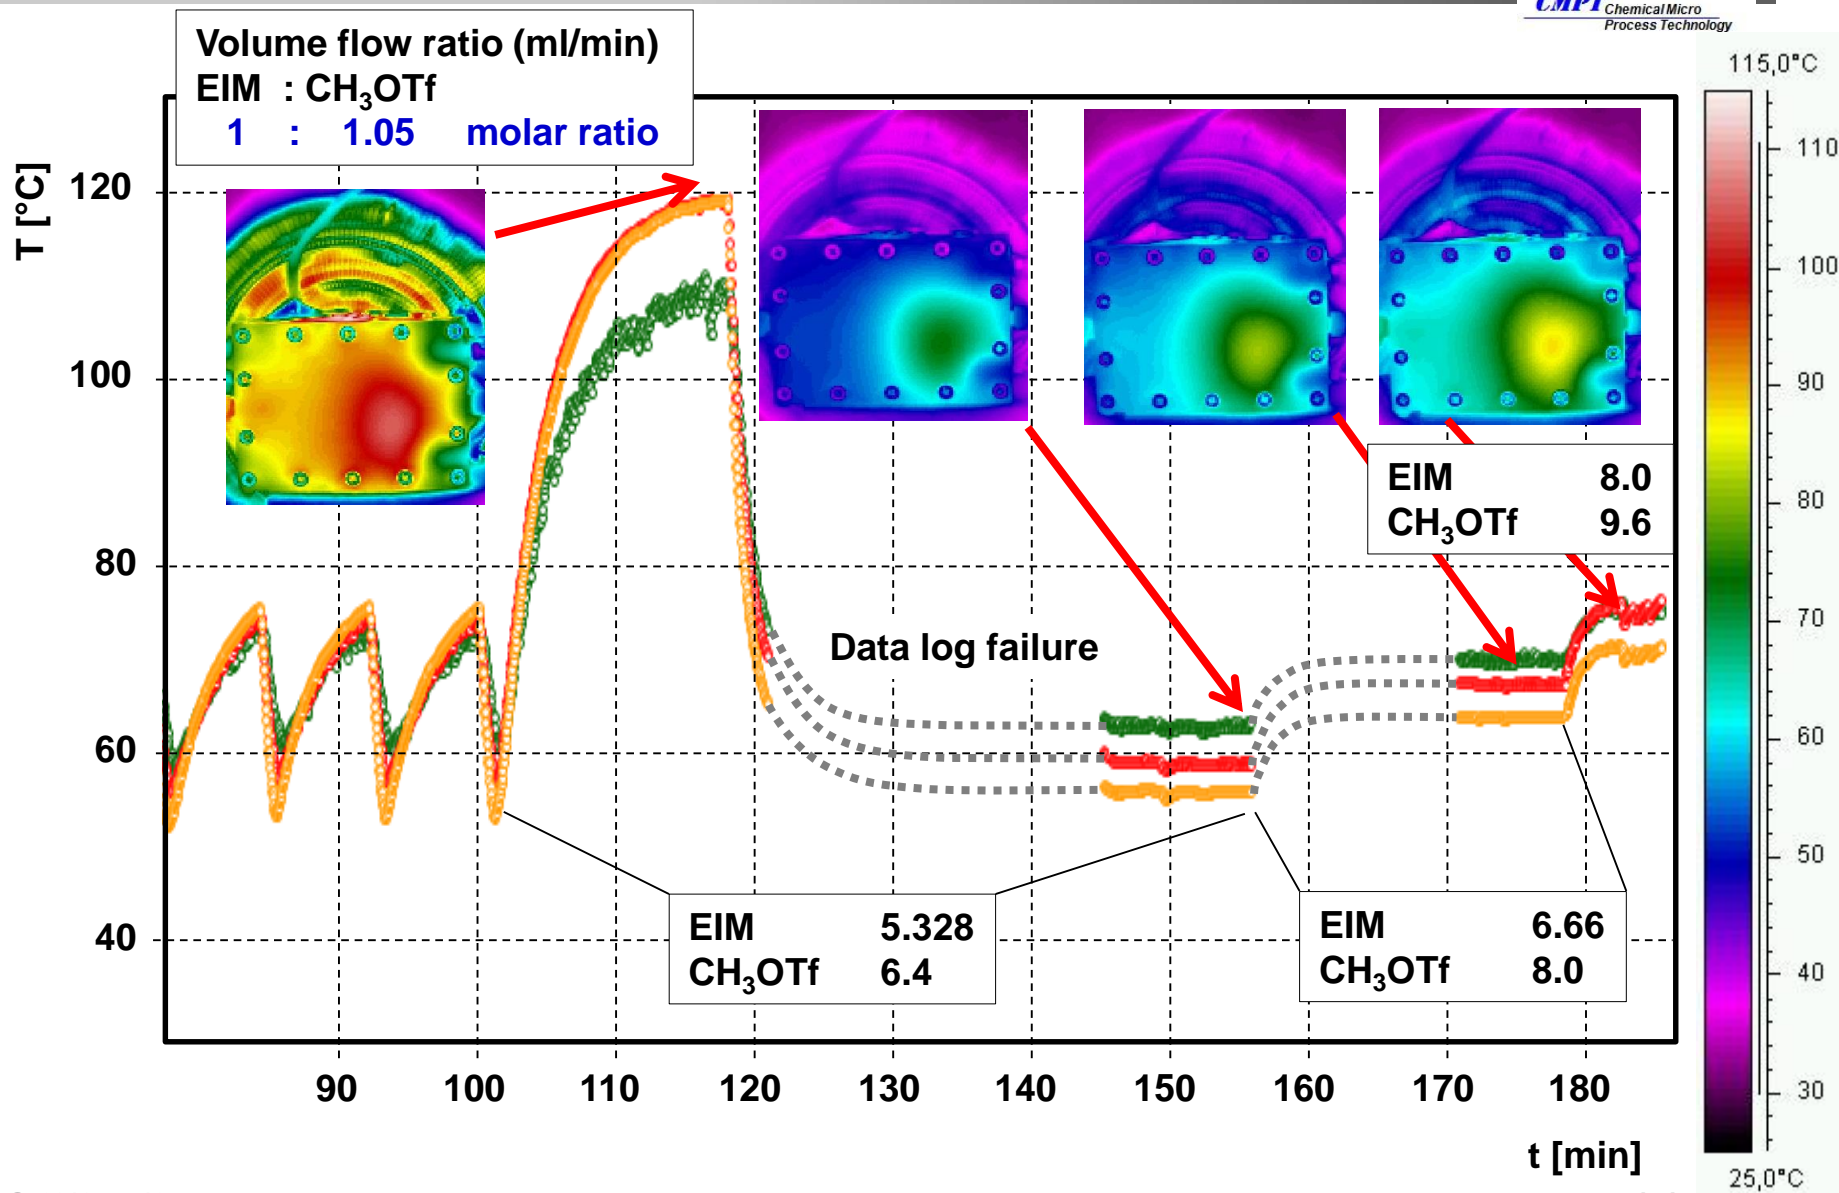 CMPT Chemical Micro
Process Technology
Volume flow ratio (ml/min)
EIM : CH₃OTf
1 : 1.05 molar ratio
115,0°C
110
100
90
80
70
60
50
40
30
25,0°C
T [°C]
120
100
80
60
40
Data log failure
EIM 8.0
CH₃OTf 9.6
EIM 5.328
CH₃OTf 6.4
EIM 6.66
CH₃OTf 8.0
90 100 110 120 130 140 150 160 170 180
t [min]